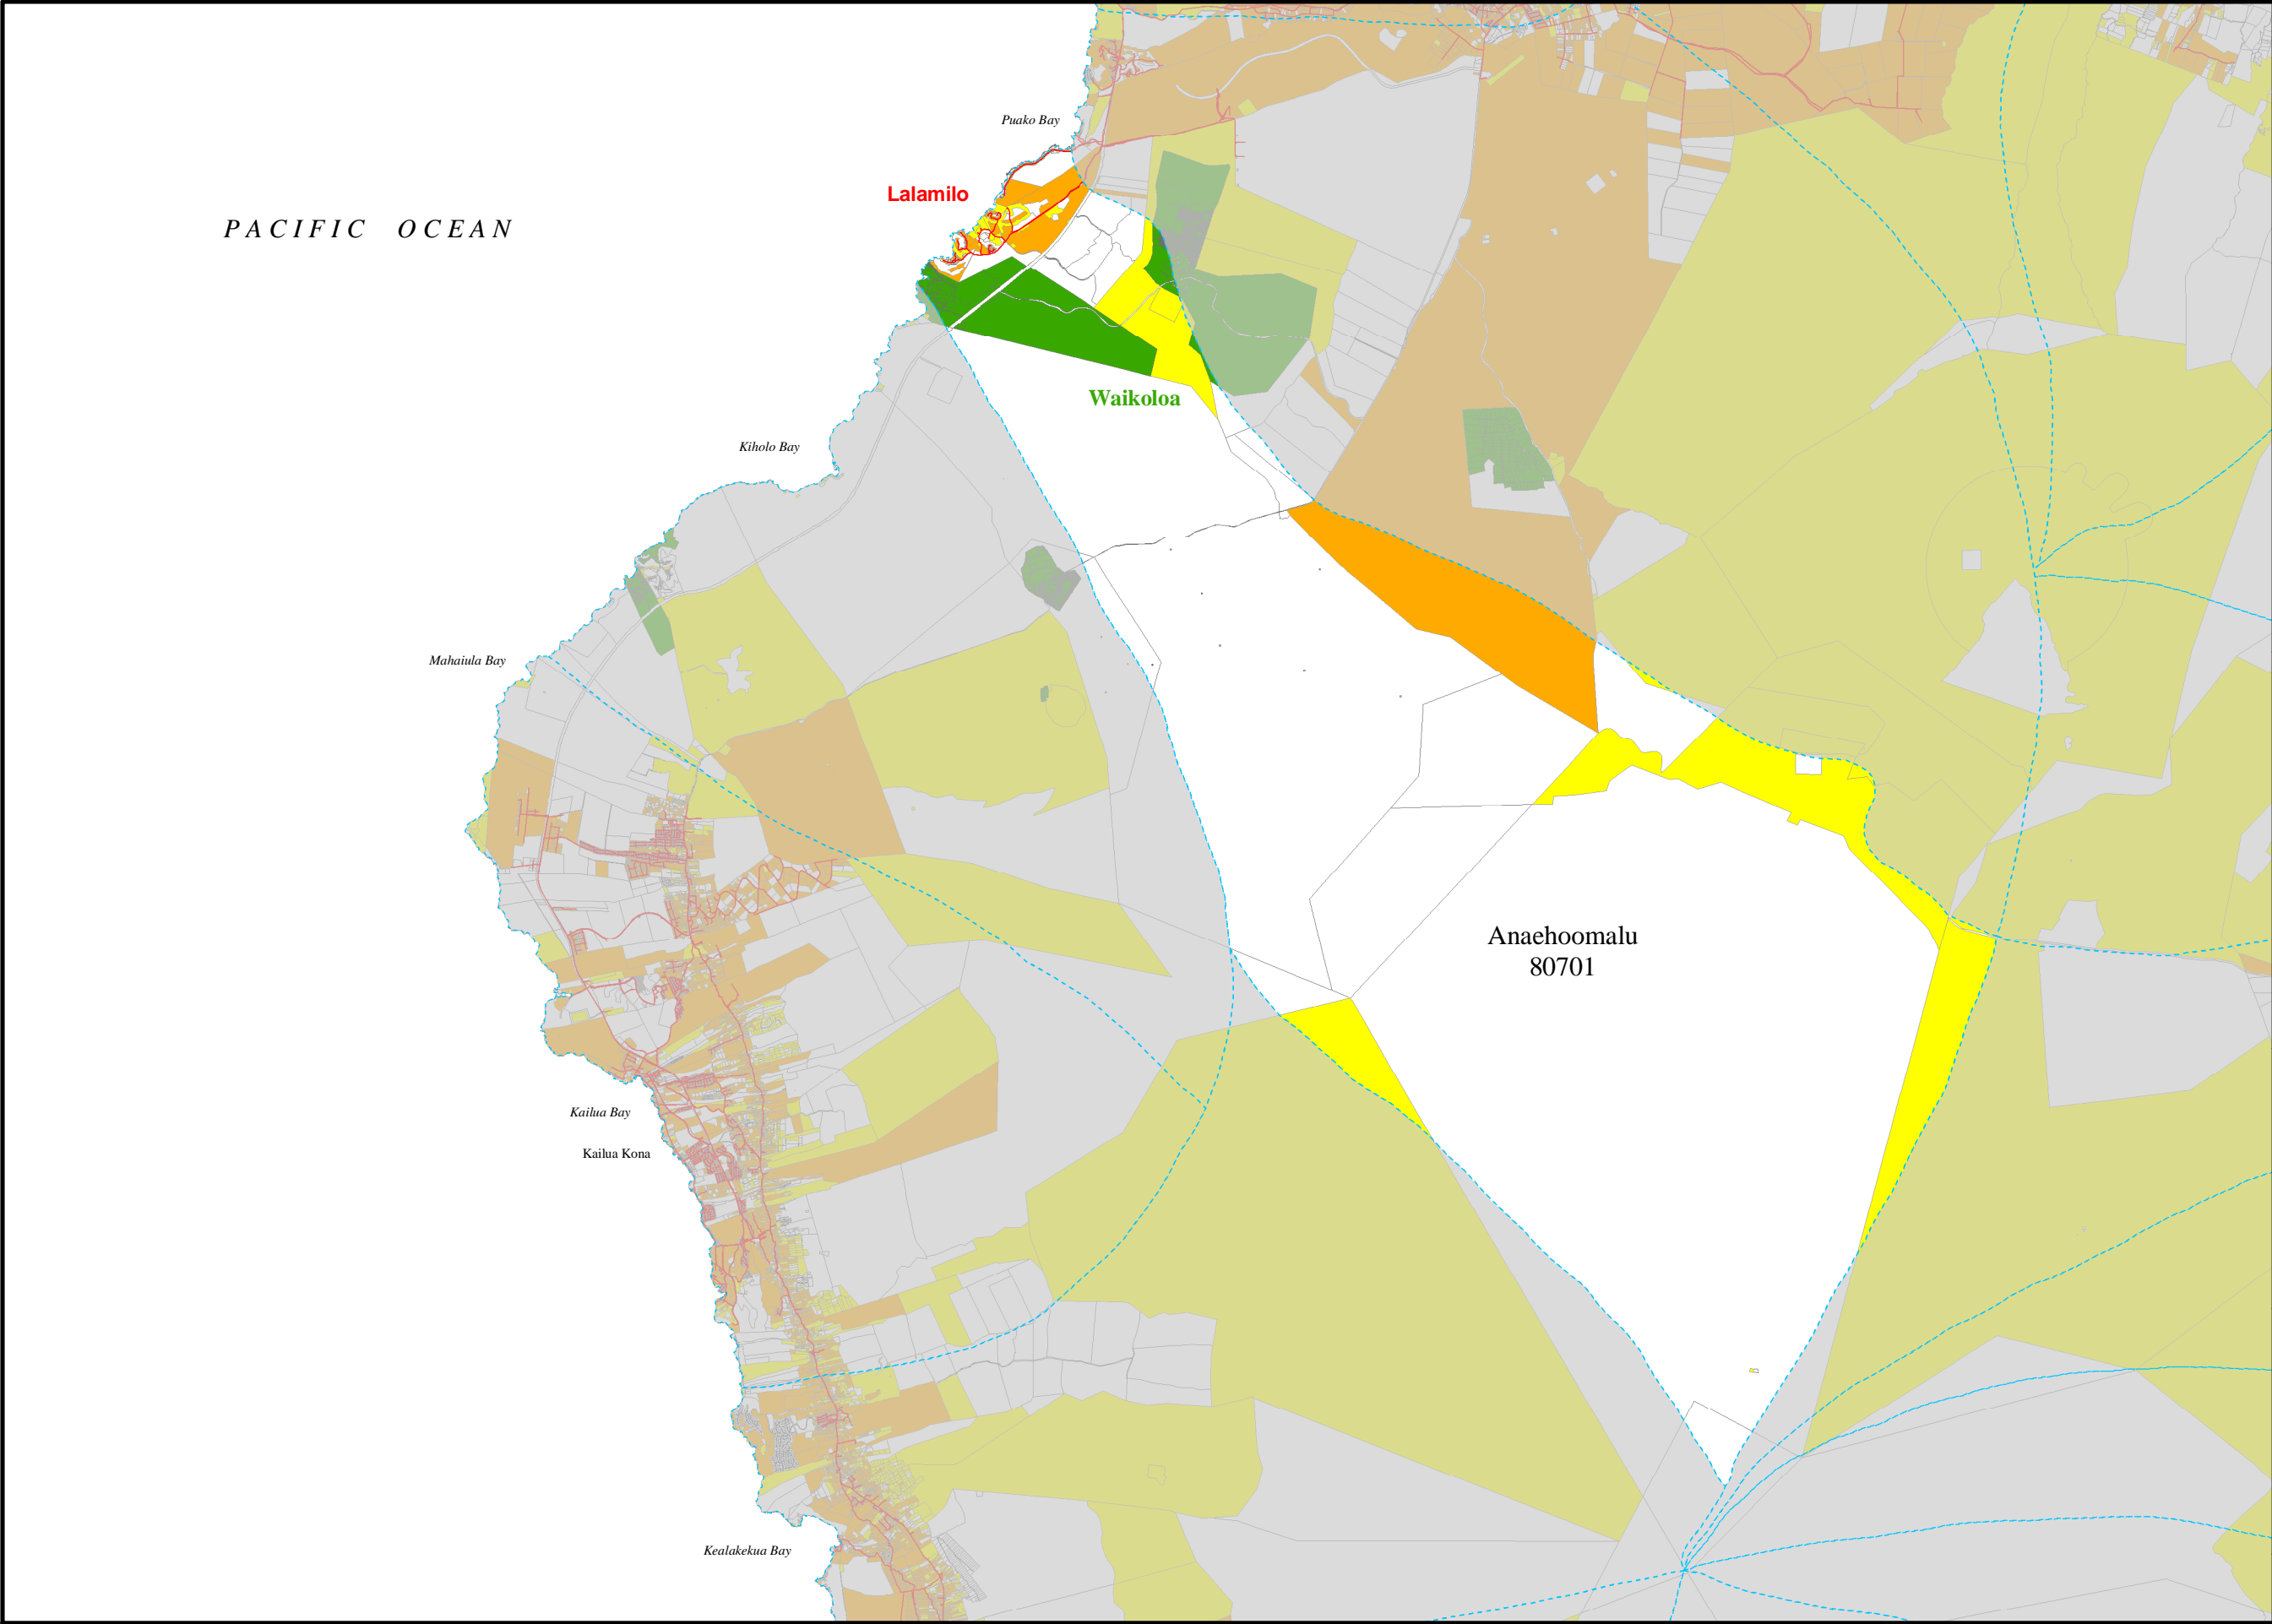 Puako Bay
Lalamilo
PACIFIC OCEAN
Waikoloa
Kiholo Bay
Mahaiula Bay
Anaehoomalu
80701
Kailua Bay
Kailua Kona
Kealakekua Bay